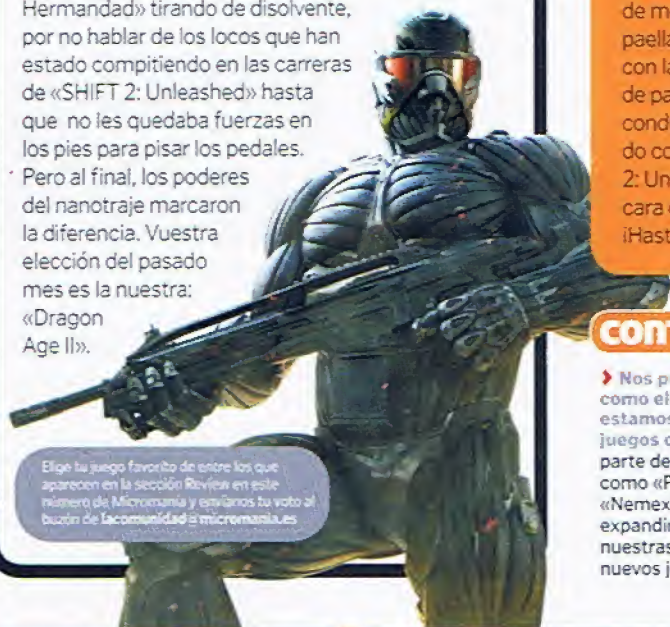 Hermandad» tirando de disolvente,
por no hablar de los locos que han
estado compitiendo en las carreras
de «SHIFT 2: Unleashed» hasta
que no les quedaba fuerzas en
los pies para pisar los pedales.
Pero al final, los poderes
del nanotraje marcaron
la diferencia. Vuestra
elección del pasado
mes es la nuestra:
«Dragon
Age II».
Elige tu juego favorito de entre los que
aparecen en la sección Review en este
número de Micromanía y envíanos tu voto al
buzón de lacomunidad@micromania.es
de m
paella
con la
de pa
cond
do co
2: Un
cara
¡Hast
com
Nos p
como el
estamos
juegos
parte de
como «P
«Nemex
expandi
nuestras
nuevos j